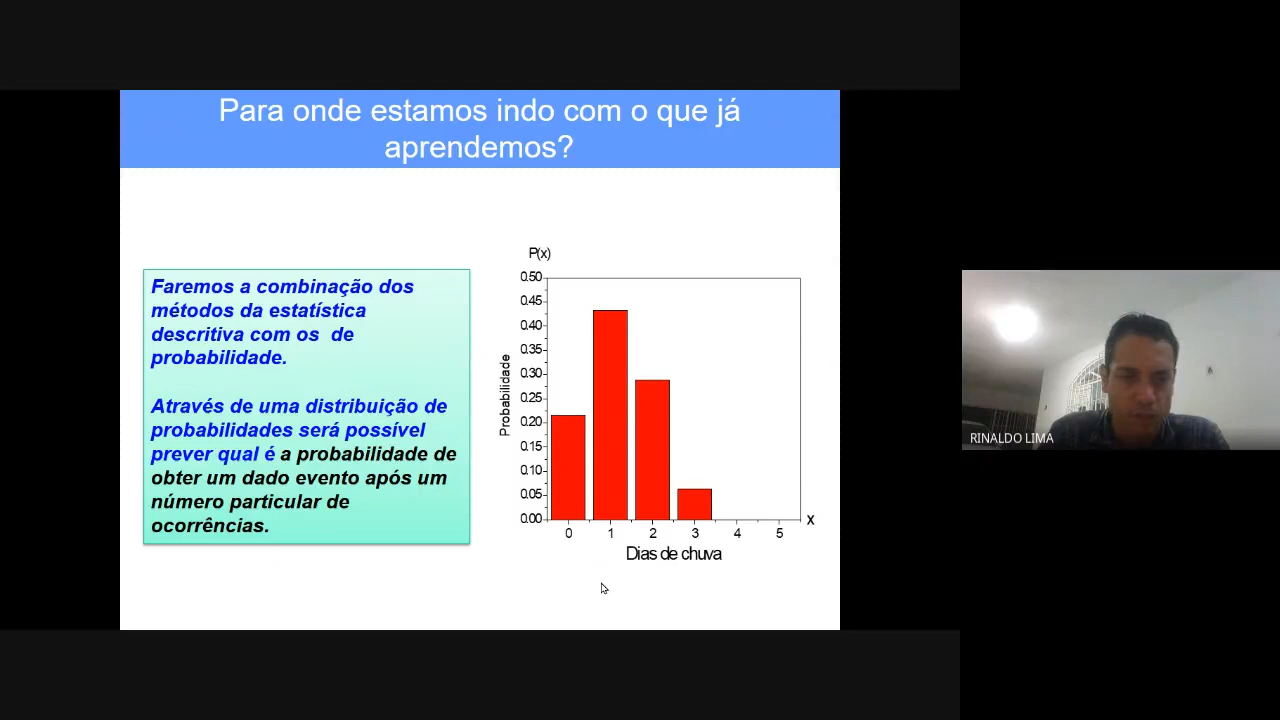 Para onde estamos indo com o que já
aprendemos?
Faremos a combinação dos
métodos da estatística
descritiva com os de
probabilidade.
Através de uma distribuição de
probabilidades será possível
prever qual é a probabilidade de
obter um dado evento após um
número particular de
ocorrências.
P(x)
0.50
0.45
0.40
0.35
0.30
0.25
0.20
0.15
0.10
0.05
0.00
Probabilidade
0 1 2 3 4 5
x
Dias de chuva
RINALDO LIMA